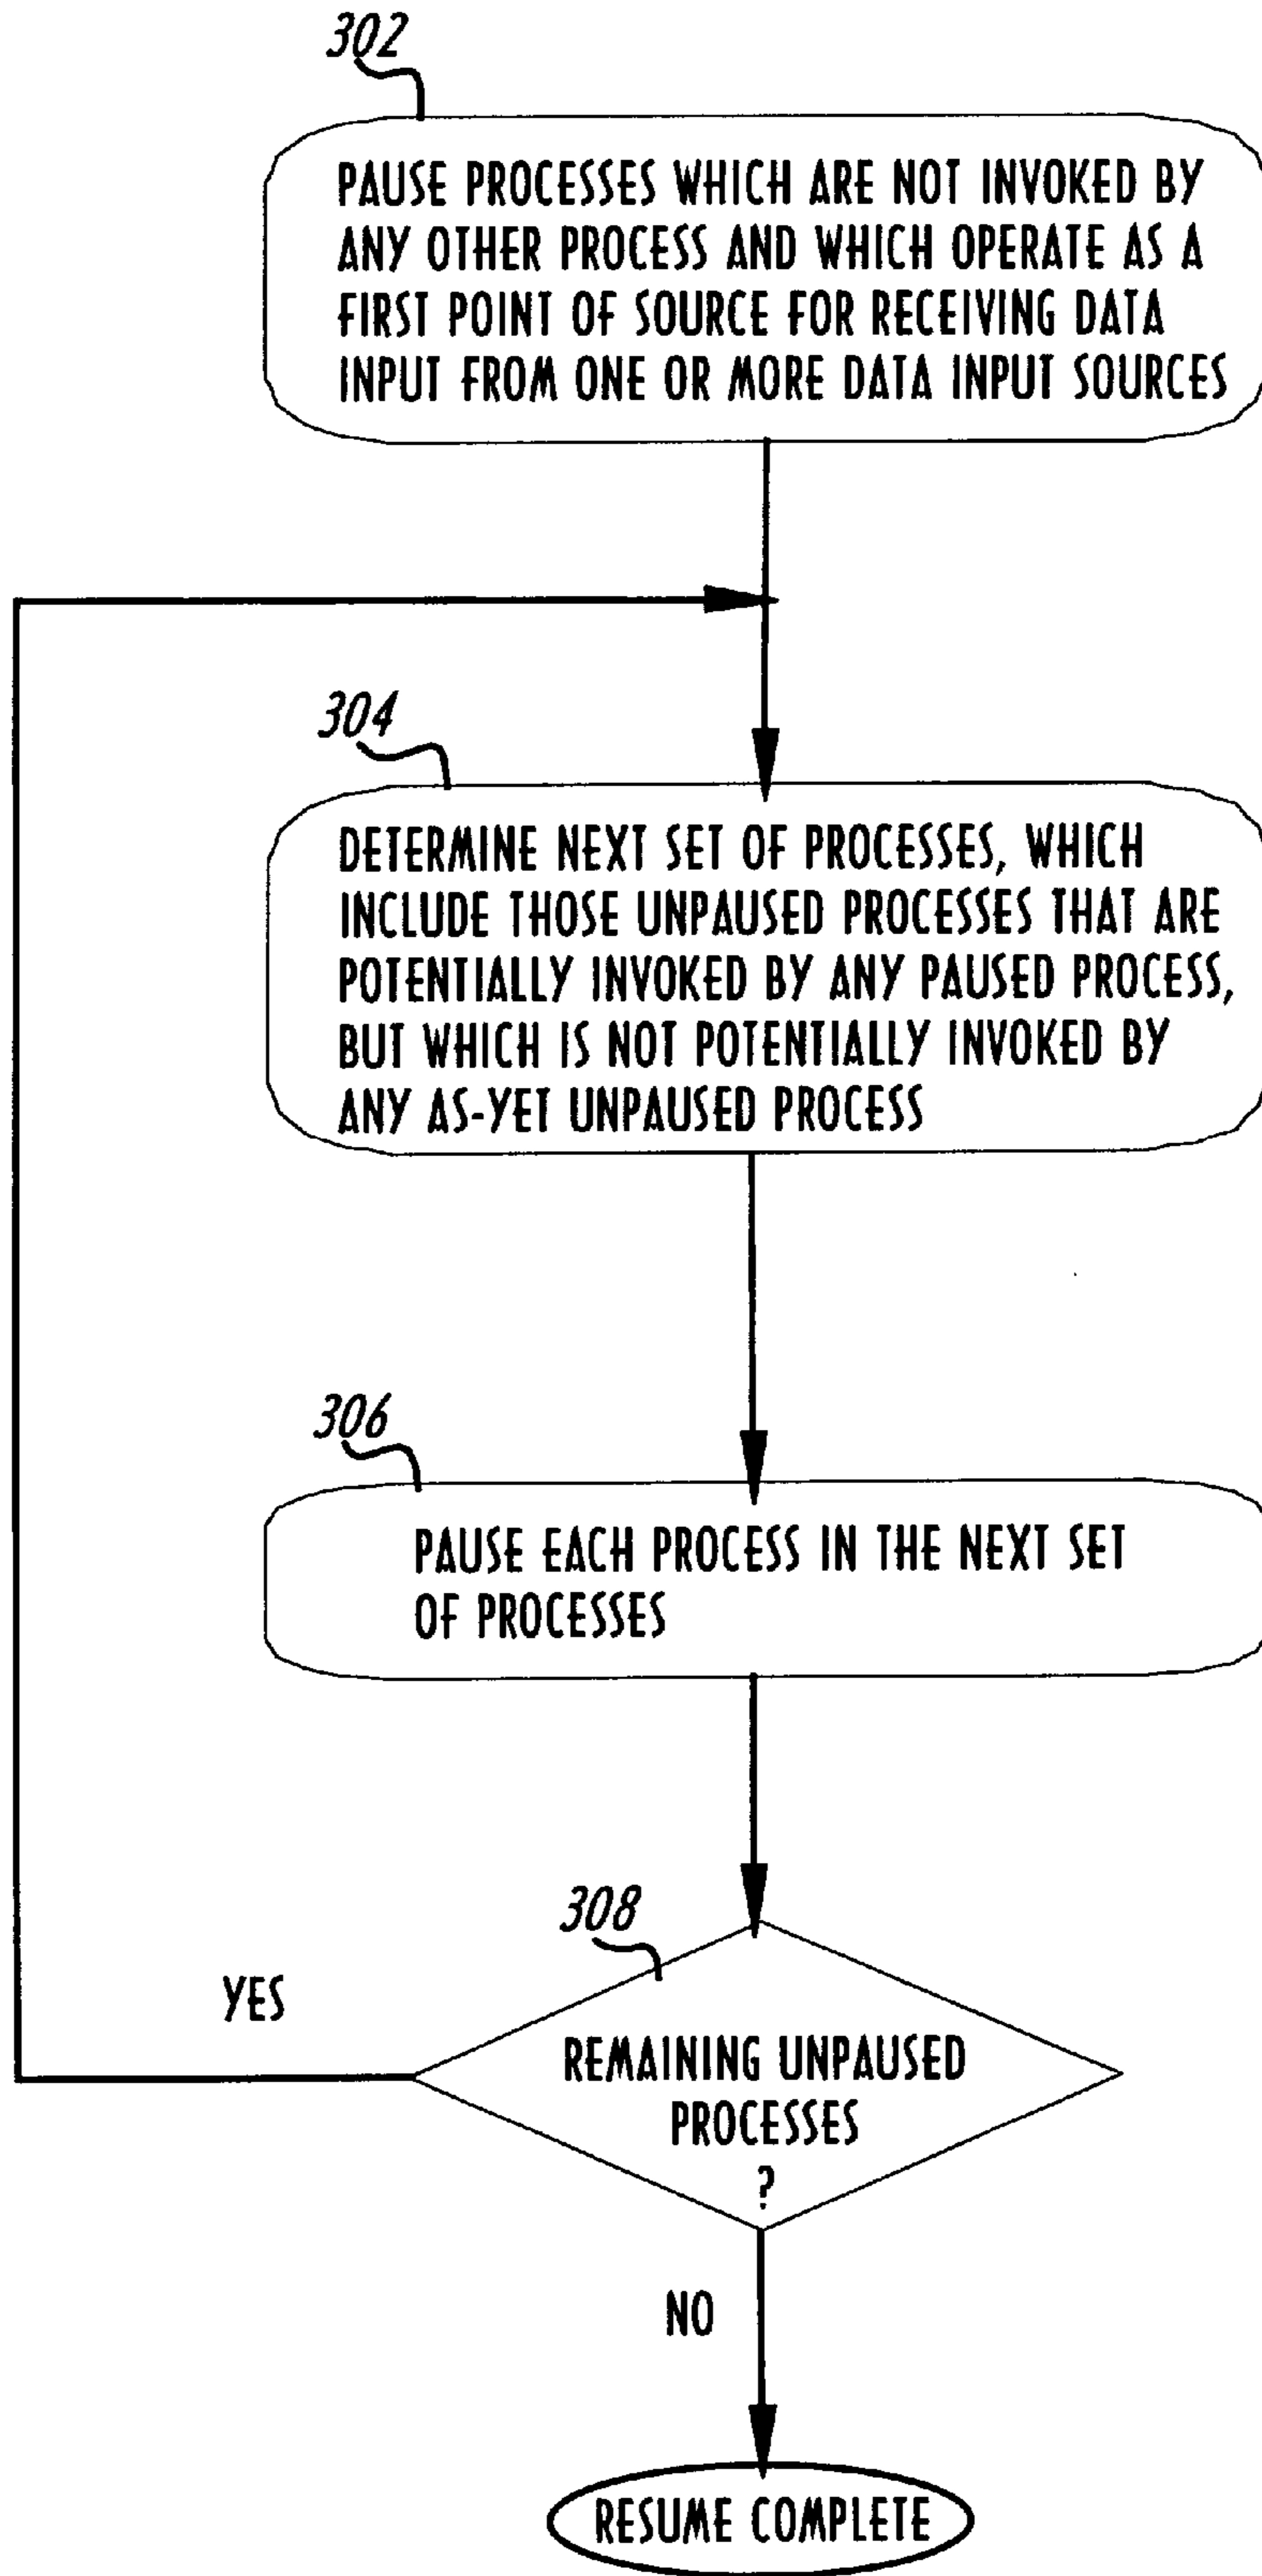 302
PAUSE PROCESSES WHICH ARE NOT INVOKED BY
ANY OTHER PROCESS AND WHICH OPERATE AS A
FIRST POINT OF SOURCE FOR RECEIVING DATA
INPUT FROM ONE OR MORE DATA INPUT SOURCES
304
DETERMINE NEXT SET OF PROCESSES, WHICH
INCLUDE THOSE UNPAUSED PROCESSES THAT ARE
POTENTIALLY INVOKED BY ANY PAUSED PROCESS,
BUT WHICH IS NOT POTENTIALLY INVOKED BY
ANY AS-YET UNPAUSED PROCESS
306
PAUSE EACH PROCESS IN THE NEXT SET
OF PROCESSES
308
YES
REMAINING UNPAUSED
PROCESSES
?
NO
RESUME COMPLETE